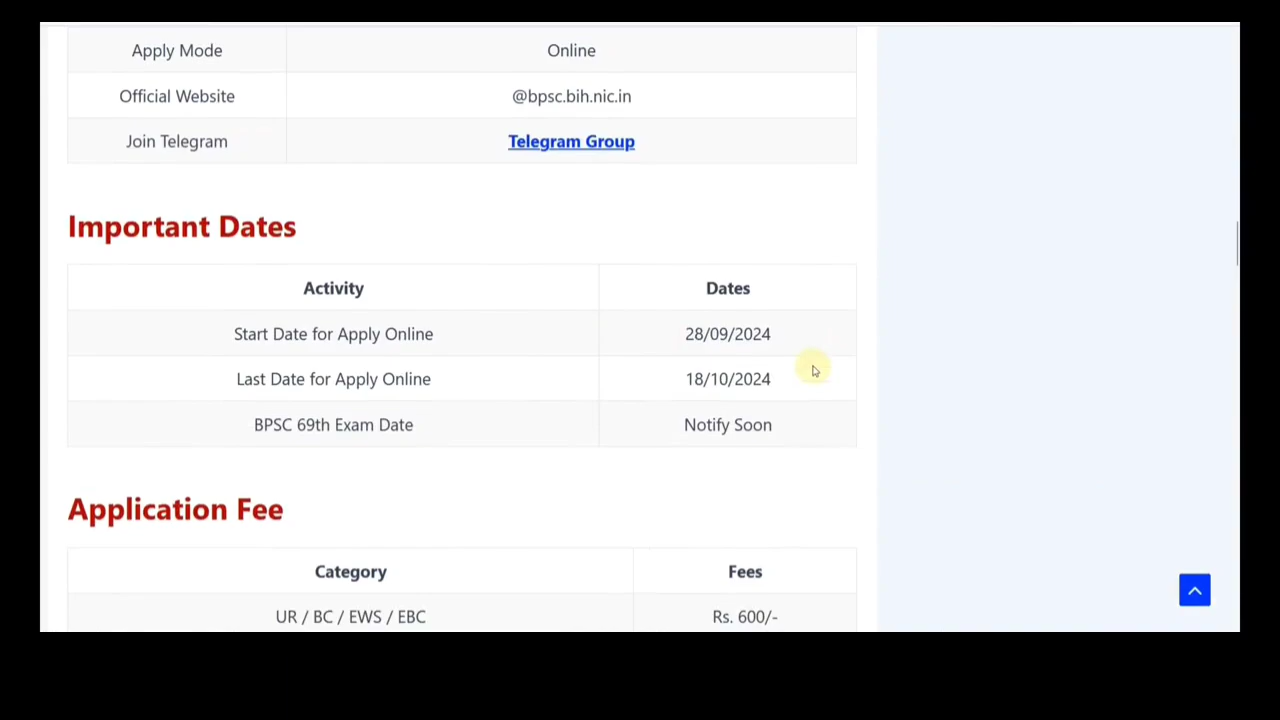 Apply Mode Online
Official Website @bpsc.bih.nic.in
Join Telegram Telegram Group
Important Dates
Activity Dates
Start Date for Apply Online 28/09/2024
Last Date for Apply Online 18/10/2024
BPSC 69th Exam Date Notify Soon
Application Fee
Category Fees
UR / BC / EWS / EBC Rs. 600/-